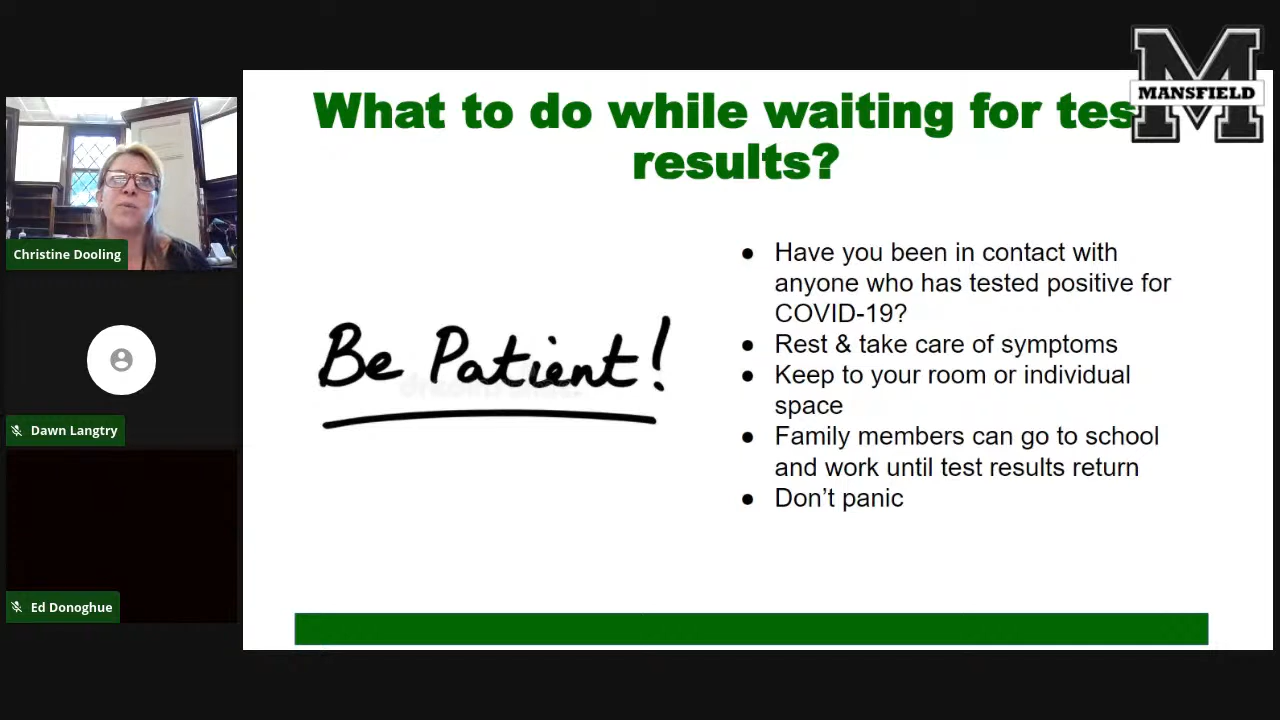 MANSFIELD
What to do while waiting for tes
results?
Christine Dooling
Dawn Langtry
Ed Donoghue
Be Patient!
● Have you been in contact with
anyone who has tested positive for
COVID-19?
● Rest & take care of symptoms
● Keep to your room or individual
space
● Family members can go to school
and work until test results return
● Don’t panic